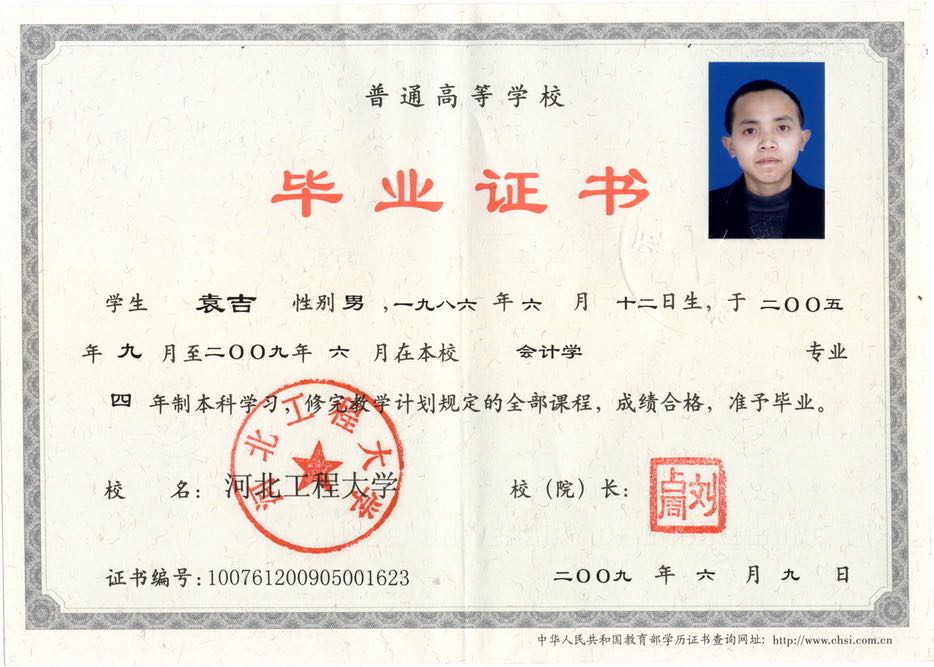 普通高等学校
毕业证书
学生 袁吉 性别 男 ,一九八六 年 六 月 十二日生，于 二〇〇五
年 九 月至二〇〇九年 六 月在本校 会计学 专业
四 年制本科学习，修完教学计划规定的全部课程，成绩合格，准予毕业。
河北工程大学
校 名：河北工程大学 校（院）长：
证书编号：100761200905001623 二〇〇九 年 六 月 九 日
中华人民共和国教育部学历证书查询网址：http://www.chsi.com.cn